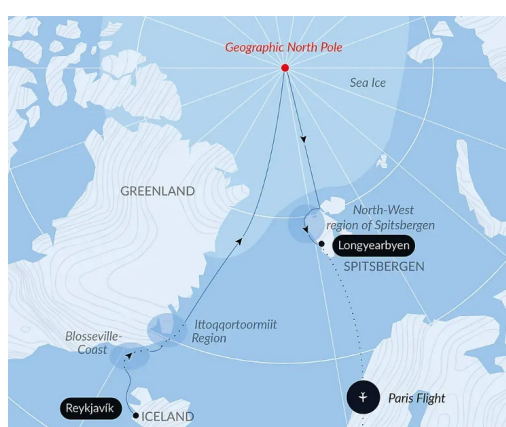 Geographic North Pole
Sea Ice
GREENLAND
North-West
region of Spitsbergen
Longyearbyen
SPITSBERGEN
Ittoqqortoormiit
Region
Blosseville-
Coast
Paris Flight
Reykjavík
ICELAND